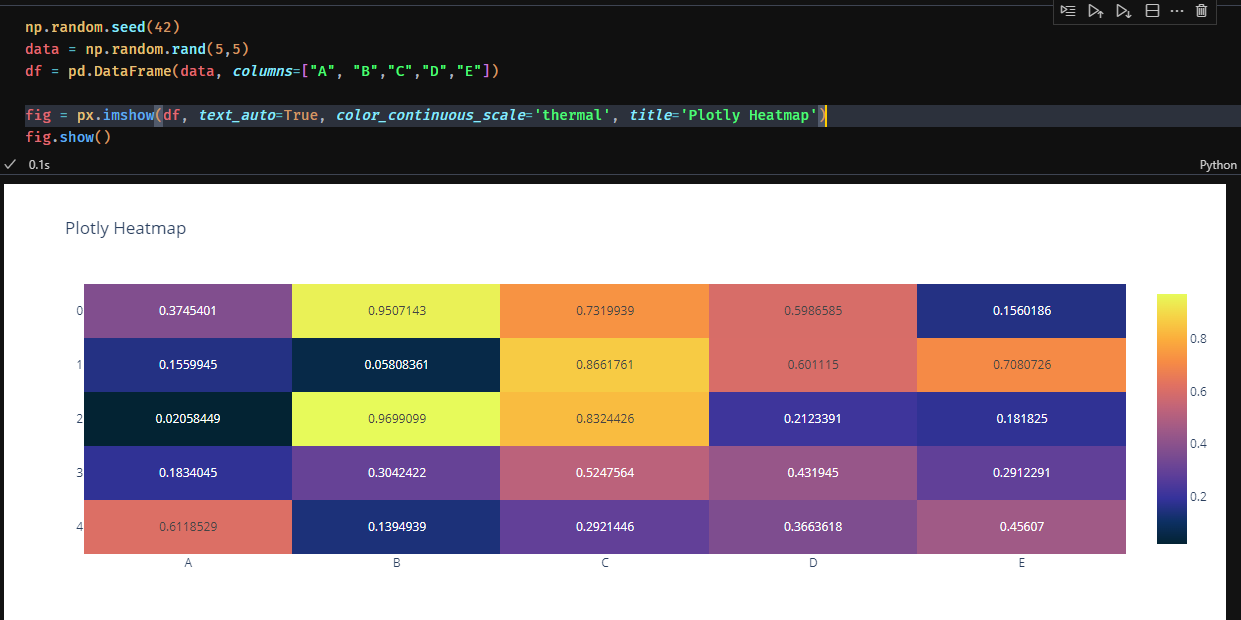 np.random.seed(42)
data = np.random.rand(5,5)
df = pd.DataFrame(data, columns=["A", "B","C","D","E"])
fig = px.imshow(df, text_auto=True, color_continuous_scale='thermal', title='Plotly Heatmap')
fig.show()
0.1s Python
Plotly Heatmap
0 0.3745401 0.9507143 0.7319939 0.5986585 0.1560186
1 0.1559945 0.05808361 0.8661761 0.601115 0.7080726
2 0.02058449 0.9699099 0.8324426 0.2123391 0.181825
3 0.1834045 0.3042422 0.5247564 0.431945 0.2912291
4 0.6118529 0.1394939 0.2921446 0.3663618 0.45607
A B C D E
0.8
0.6
0.4
0.2